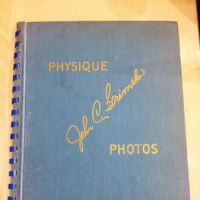 PHYSIQUE
John C. Grimek's
PHOTOS